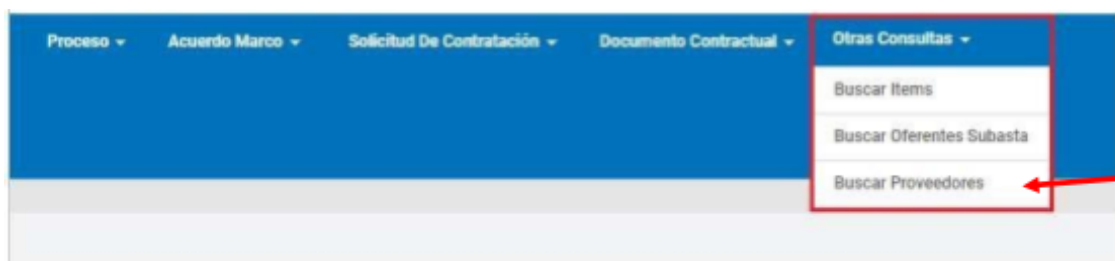 Proceso Acuerdo Marco Solicitud De Contratación Documento Contractual Otras Consultas
Buscar Items
Buscar Oferentes Subasta
Buscar Proveedores